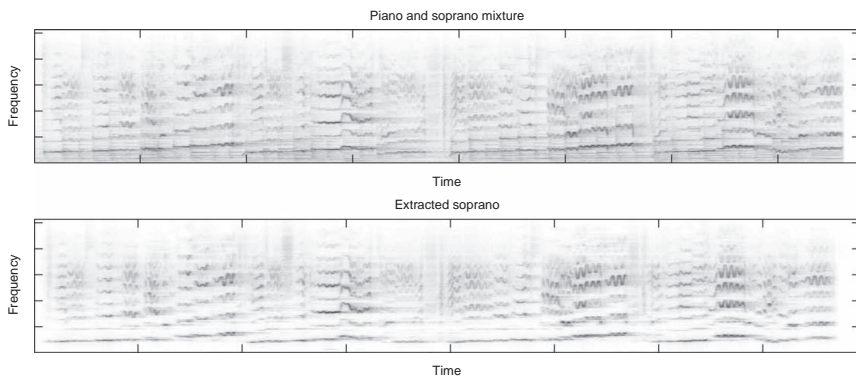 Piano and soprano mixture
Frequency
Time
Extracted soprano
Frequency
Time